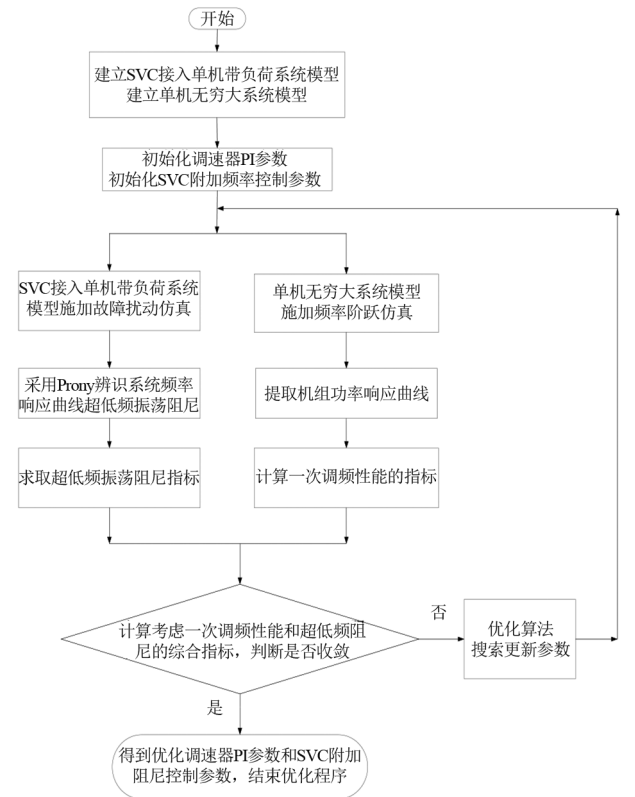 开始
建立SVC接入单机带负荷系统模型
建立单机无穷大系统模型
初始化调速器PI参数
初始化SVC附加频率控制参数
SVC接入单机带负荷系统
模型施加故障扰动仿真
单机无穷大系统模型
施加频率阶跃仿真
采用Prony辨识系统频率
响应曲线超低频振荡阻尼
提取机组功率响应曲线
求取超低频振荡阻尼指标
计算一次调频性能的指标
计算考虑一次调频性能和超低频阻
尼的综合指标，判断是否收敛
否
优化算法
搜索更新参数
是
得到优化调速器PI参数和SVC附加
阻尼控制参数，结束优化程序